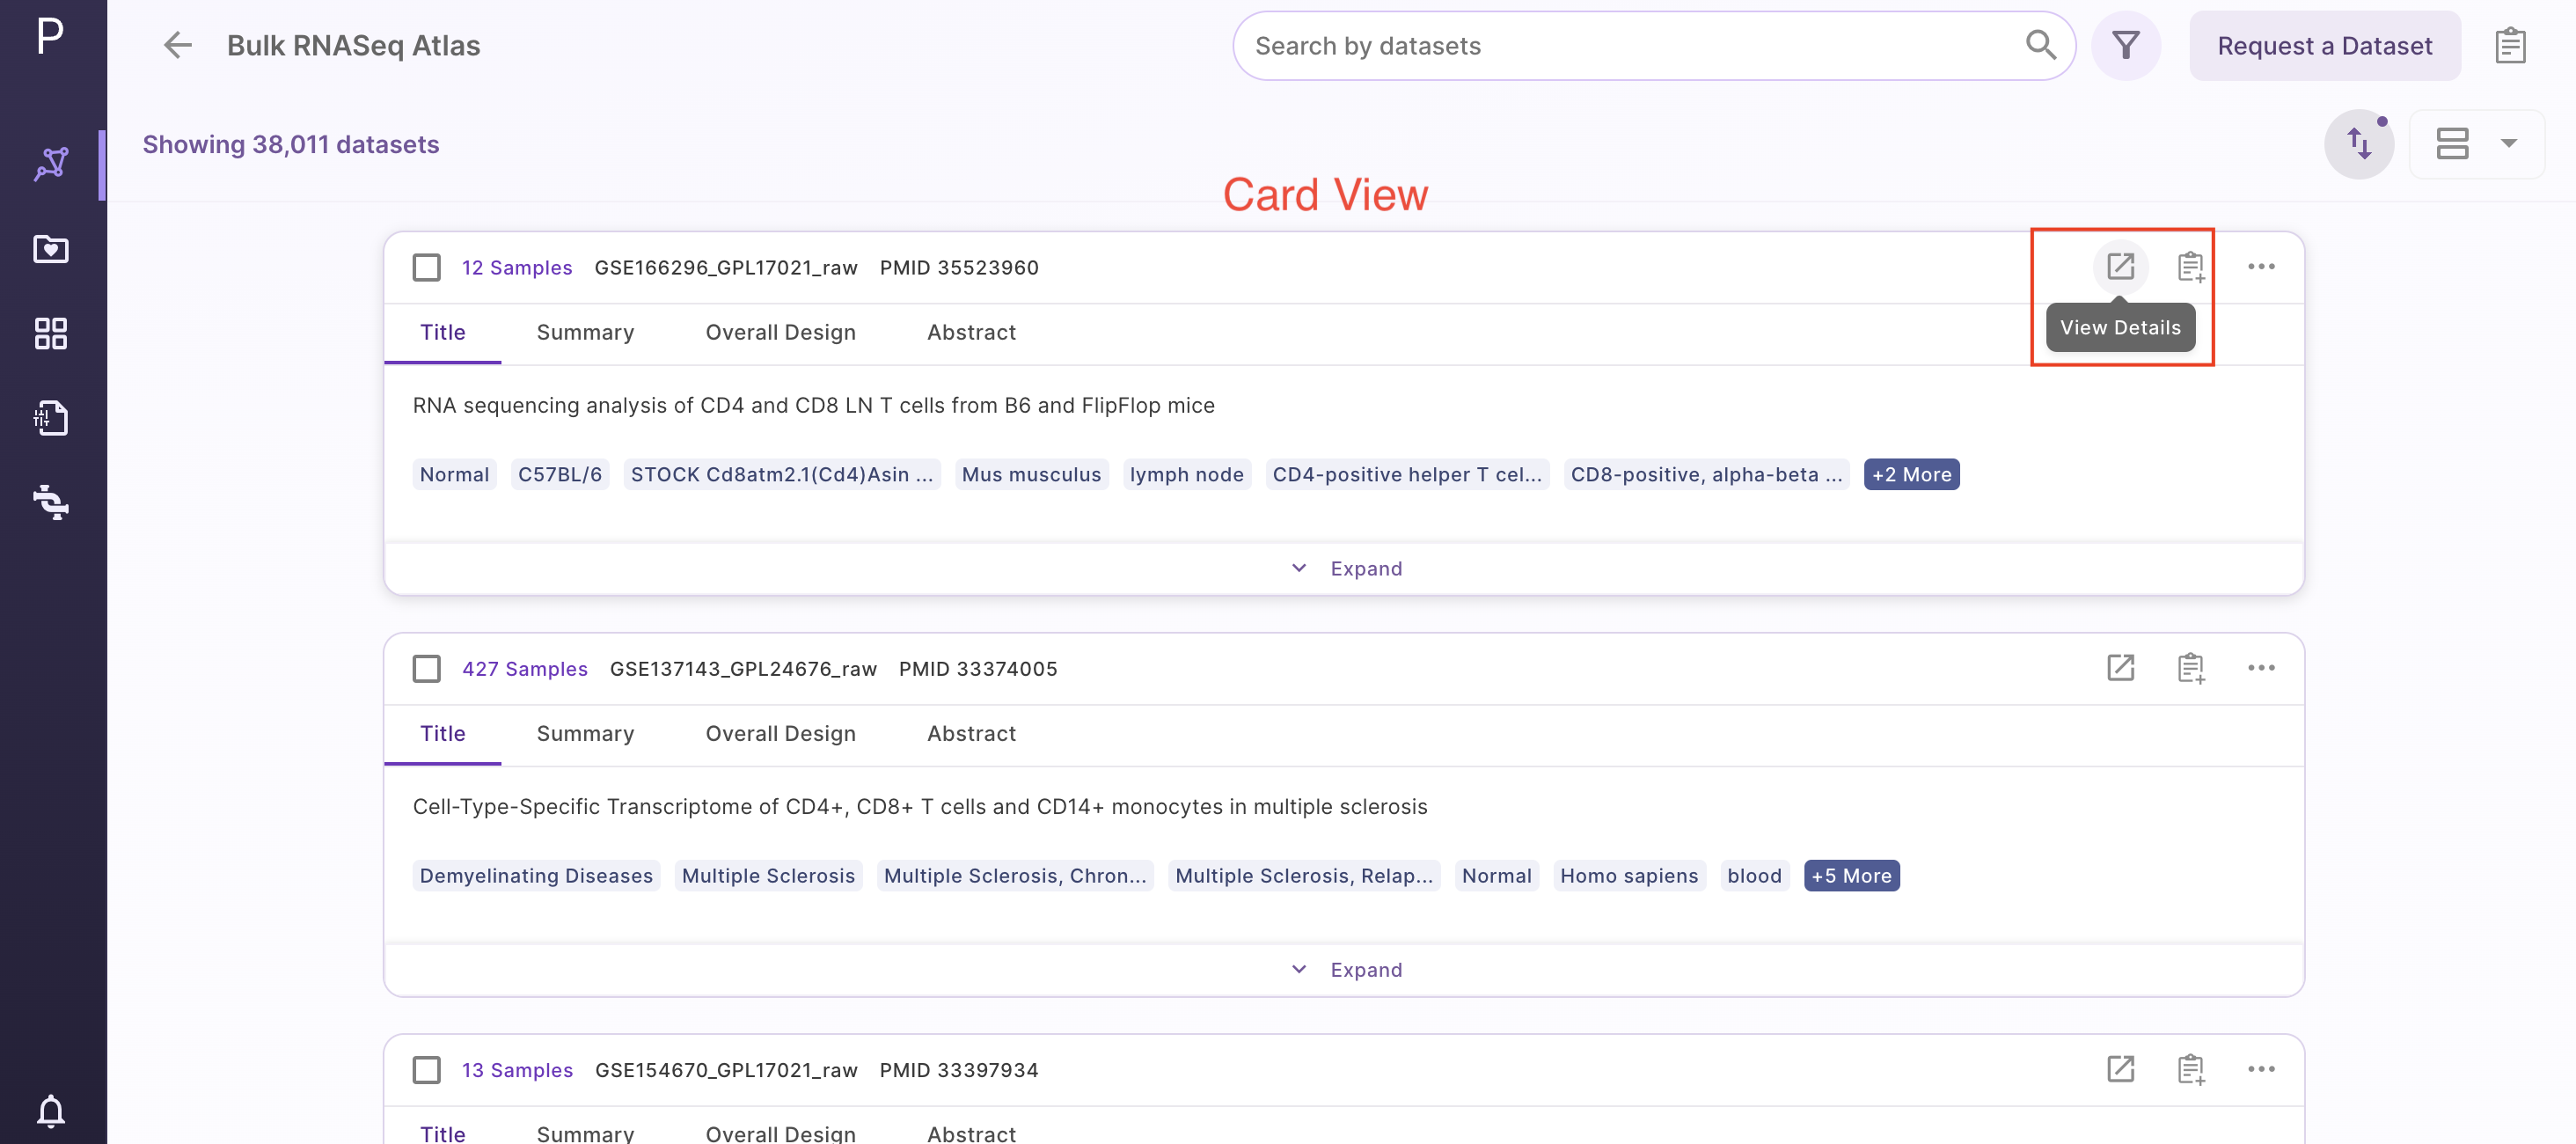 P
Bulk RNASeq Atlas
Search by datasets
Request a Dataset
Showing 38,011 datasets
Card View
12 Samples GSE166296_GPL17021_raw PMID 35523960
View Details
Title Summary Overall Design Abstract
RNA sequencing analysis of CD4 and CD8 LN T cells from B6 and FlipFlop mice
Normal C57BL/6 STOCK Cd8atm2.1(Cd4)Asin ... Mus musculus lymph node CD4-positive helper T cel... CD8-positive, alpha-beta ... +2 More
Expand
427 Samples GSE137143_GPL24676_raw PMID 33374005
Title Summary Overall Design Abstract
Cell-Type-Specific Transcriptome of CD4+, CD8+ T cells and CD14+ monocytes in multiple sclerosis
Demyelinating Diseases Multiple Sclerosis Multiple Sclerosis, Chron... Multiple Sclerosis, Relap... Normal Homo sapiens blood +5 More
Expand
13 Samples GSE154670_GPL17021_raw PMID 33397934
Title Summary Overall Design Abstract